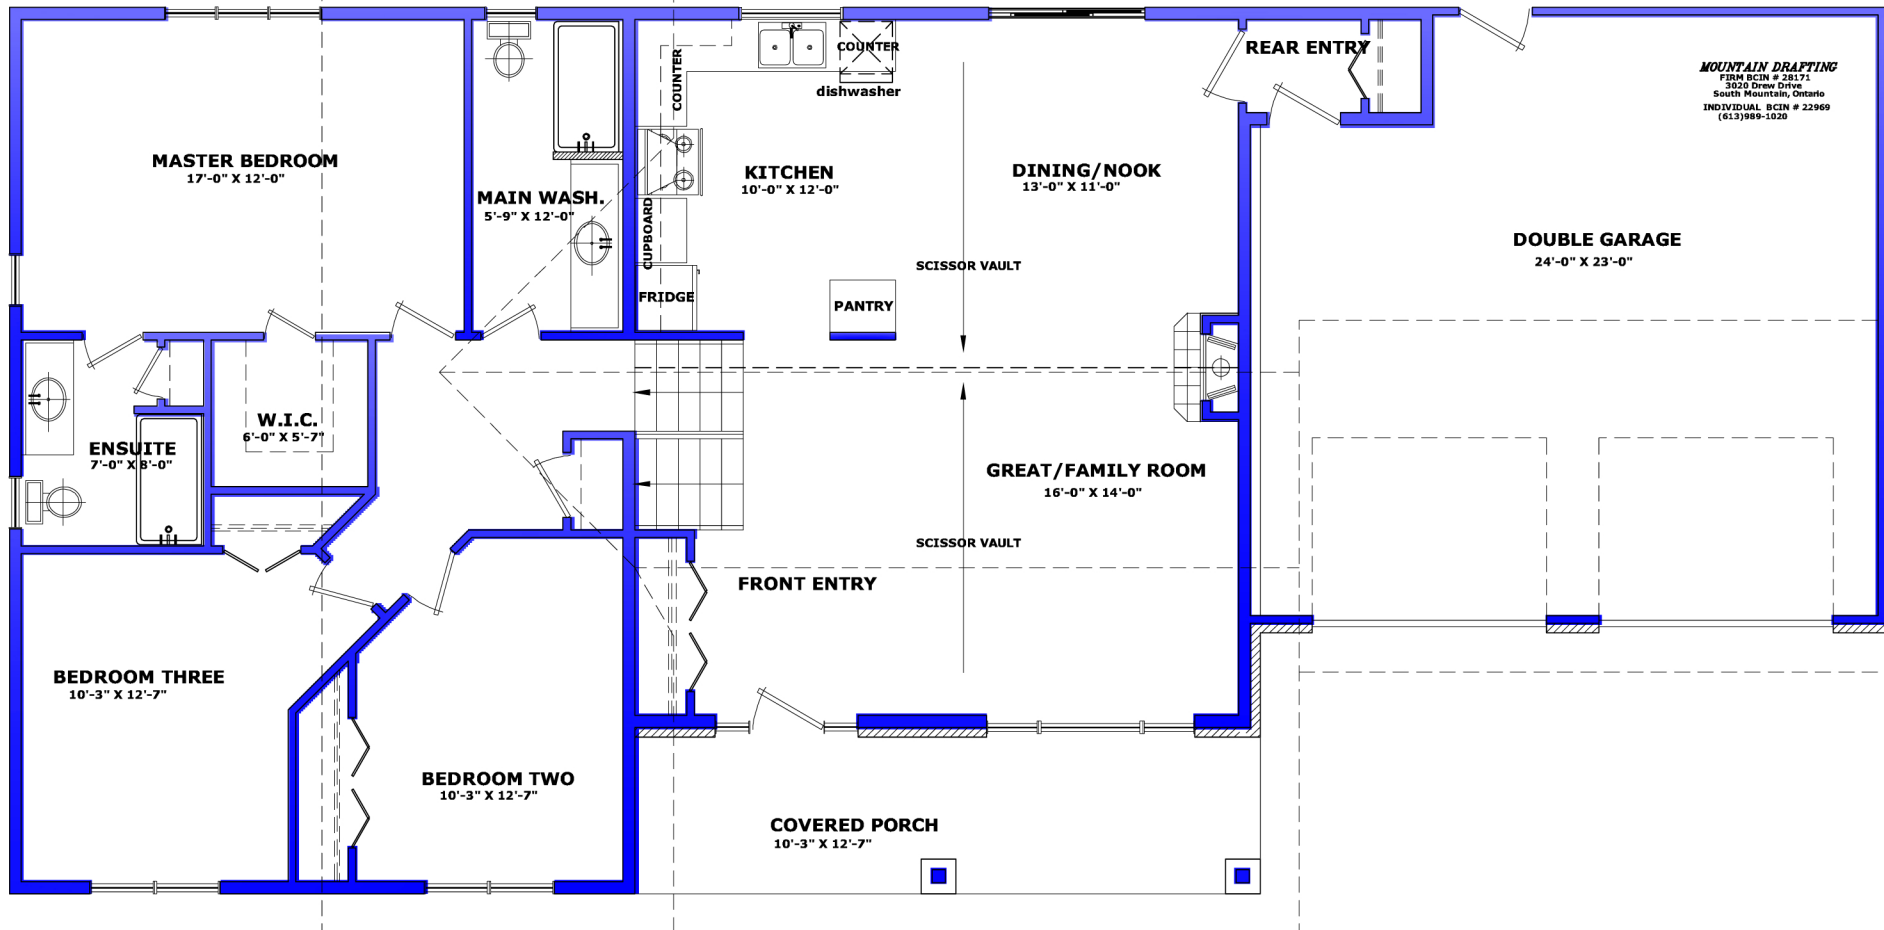 MASTER BEDROOM
17'-0" X 12'-0"
MAIN WASH.
5'-9" X 12'-0"
COUNTER
COUNTER
dishwasher
KITCHEN
10'-0" X 12'-0"
CUPBOARD
FRIDGE
PANTRY
DINING/NOOK
13'-0" X 11'-0"
SCISSOR VAULT
REAR ENTRY
MOUNTAIN DRAFTING
FIRM BCIN # 28171
3020 Drew Drive
South Mountain, Ontario
INDIVIDUAL BCIN # 22969
(613)989-1020
DOUBLE GARAGE
24'-0" X 23'-0"
ENSUITE
7'-0" X 8'-0"
W.I.C.
6'-0" X 5'-7"
GREAT/FAMILY ROOM
16'-0" X 14'-0"
SCISSOR VAULT
FRONT ENTRY
BEDROOM THREE
10'-3" X 12'-7"
BEDROOM TWO
10'-3" X 12'-7"
COVERED PORCH
10'-3" X 12'-7"